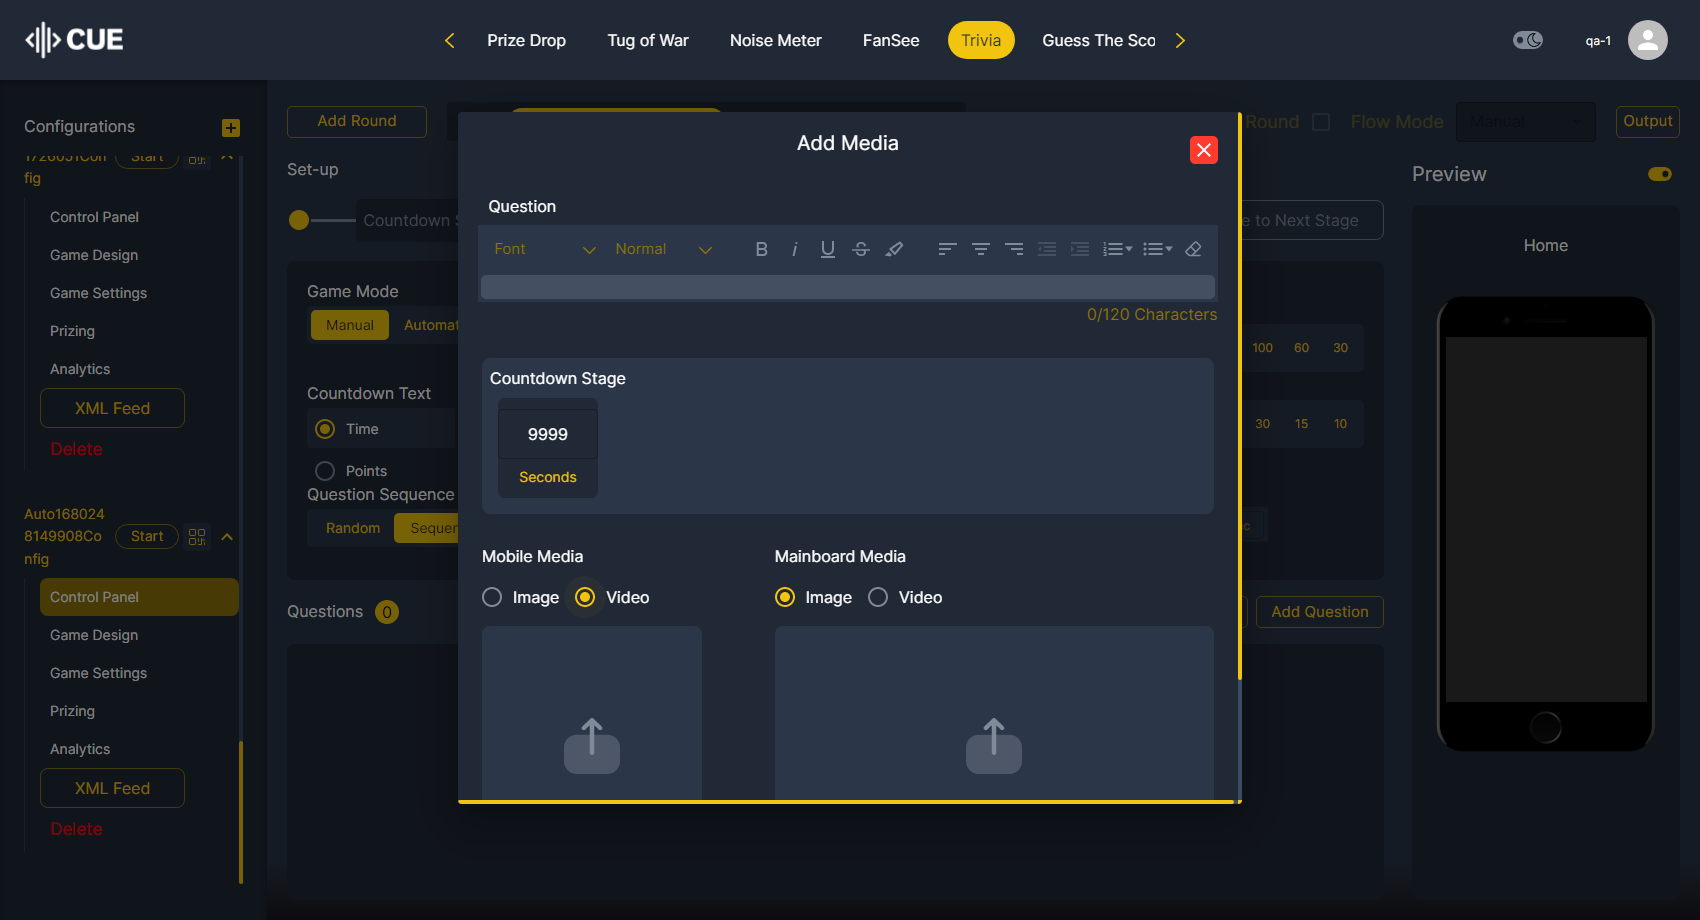 CUE
Prize Drop
Tug of War
Noise Meter
FanSee
Trivia
Guess The Sco
qa-1
Configurations
1726051Con
fig
Start
Control Panel
Game Design
Game Settings
Prizing
Analytics
XML Feed
Delete
Auto168024
8149908Co
nfig
Start
Control Panel
Game Design
Game Settings
Prizing
Analytics
XML Feed
Delete
Add Round
Round
Flow Mode
Manual
Output
Set-up
Countdown S
e to Next Stage
Game Mode
Manual
Automat
100 60 30
Countdown Text
Time
30 15 10
Points
Question Sequence
Random
Sequen
c
Questions 0
Add Question
Preview
Home
Add Media
Question
Font
Normal
B i U S
0/120 Characters
Countdown Stage
9999
Seconds
Mobile Media
Image
Video
Mainboard Media
Image
Video